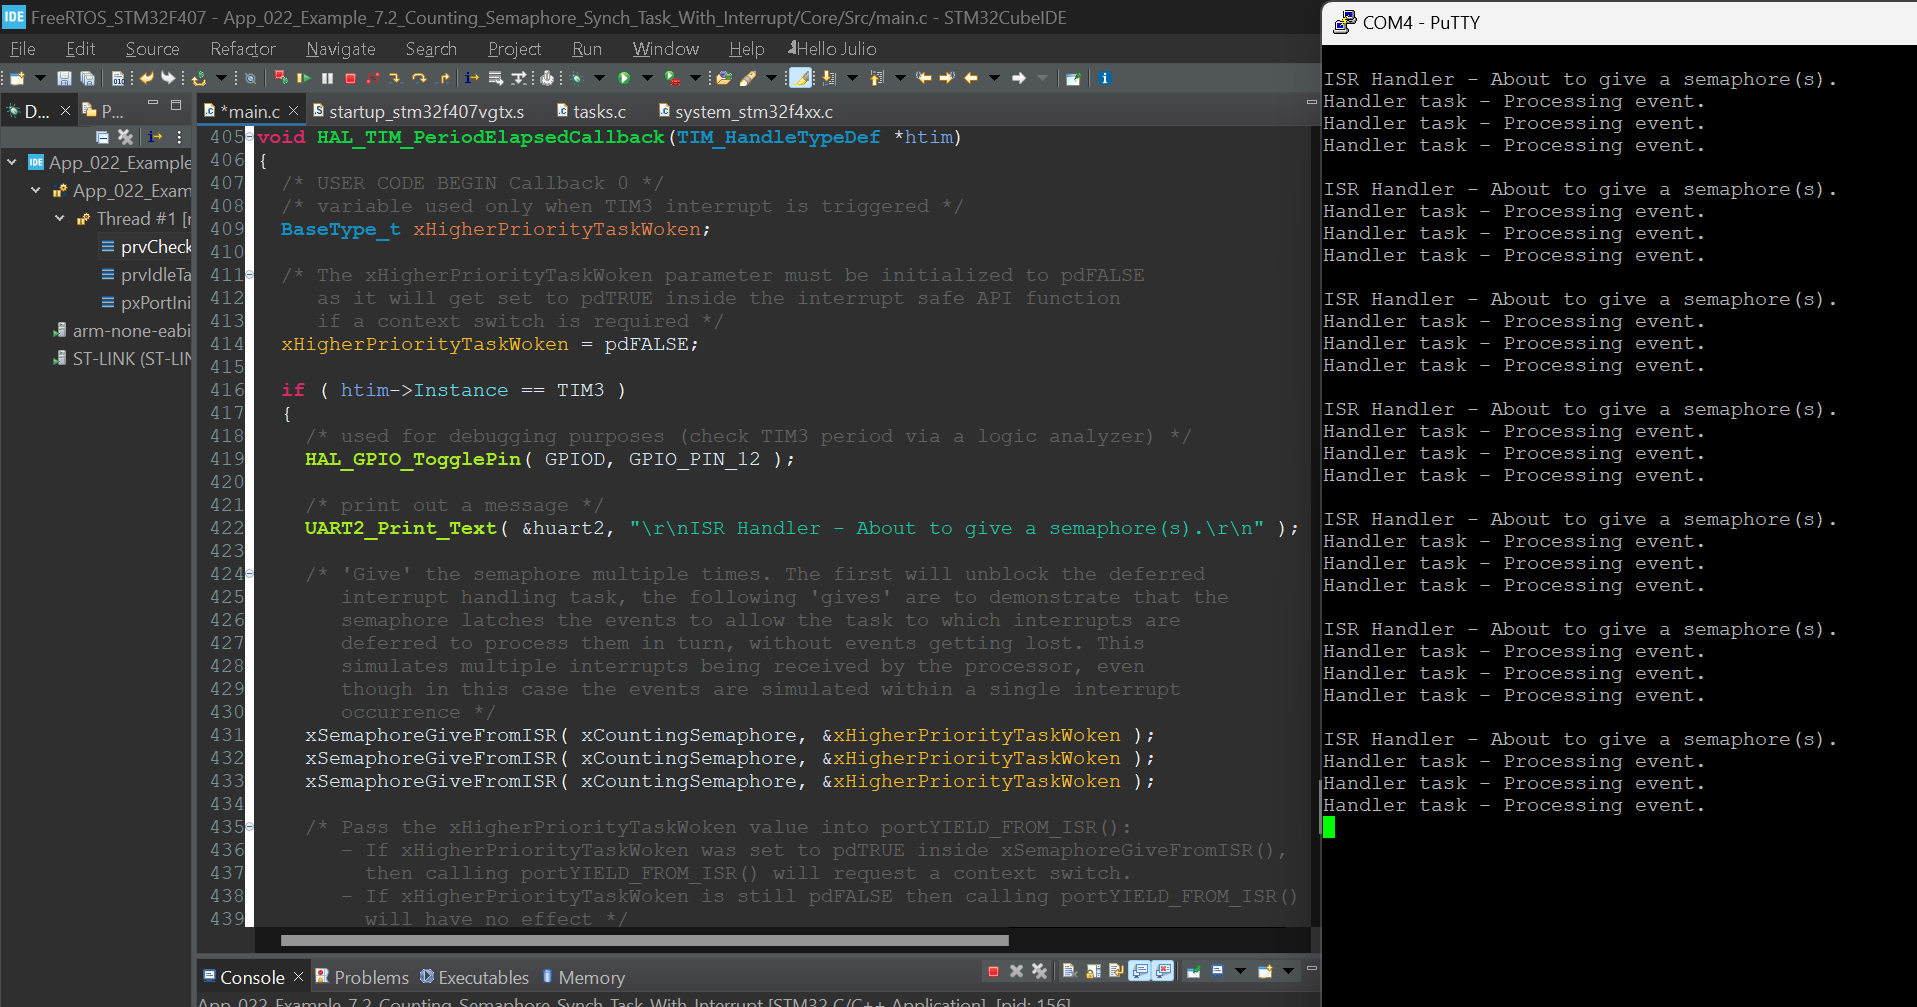 IDE FreeRTOS_STM32F407 - App_022_Example_7.2_Counting_Semaphore_Synch_Task_With_Interrupt/Core/Src/main.c - STM32CubeIDE
File Edit Source Refactor Navigate Search Project Run Window Help Hello Julio
D... P...
App_022_Example
App_022_Exam
Thread #1 [
prvCheck
prvIdleTa
pxPortIni
arm-none-eabi
ST-LINK (ST-LIN
*main.c startup_stm32f407vgtx.s tasks.c system_stm32f4xx.c
405 void HAL_TIM_PeriodElapsedCallback(TIM_HandleTypeDef *htim)
406 {
407 /* USER CODE BEGIN Callback 0 */
408 /* variable used only when TIM3 interrupt is triggered */
409 BaseType_t xHigherPriorityTaskWoken;
410
411 /* The xHigherPriorityTaskWoken parameter must be initialized to pdFALSE
412 as it will get set to pdTRUE inside the interrupt safe API function
413 if a context switch is required */
414 xHigherPriorityTaskWoken = pdFALSE;
415
416 if ( htim->Instance == TIM3 )
417 {
418 /* used for debugging purposes (check TIM3 period via a logic analyzer) */
419 HAL_GPIO_TogglePin( GPIOD, GPIO_PIN_12 );
420
421 /* print out a message */
422 UART2_Print_Text( &huart2, "\r\nISR Handler - About to give a semaphore(s).\r\n" );
423
424 /* 'Give' the semaphore multiple times. The first will unblock the deferred
425 interrupt handling task, the following 'gives' are to demonstrate that the
426 semaphore latches the events to allow the task to which interrupts are
427 deferred to process them in turn, without events getting lost. This
428 simulates multiple interrupts being received by the processor, even
429 though in this case the events are simulated within a single interrupt
430 occurrence */
431 xSemaphoreGiveFromISR( xCountingSemaphore, &xHigherPriorityTaskWoken );
432 xSemaphoreGiveFromISR( xCountingSemaphore, &xHigherPriorityTaskWoken );
433 xSemaphoreGiveFromISR( xCountingSemaphore, &xHigherPriorityTaskWoken );
434
435 /* Pass the xHigherPriorityTaskWoken value into portYIELD_FROM_ISR():
436 - If xHigherPriorityTaskWoken was set to pdTRUE inside xSemaphoreGiveFromISR(),
437 then calling portYIELD_FROM_ISR() will request a context switch.
438 - If xHigherPriorityTaskWoken is still pdFALSE then calling portYIELD_FROM_ISR()
439 will have no effect */
Console Problems Executables Memory
App_022_Example_7.2_Counting_Semaphore_Synch_Task_With_Interrupt [STM32 C/C++ Application] [pid: 156]
COM4 - PuTTY
ISR Handler - About to give a semaphore(s).
Handler task - Processing event.
Handler task - Processing event.
Handler task - Processing event.
ISR Handler - About to give a semaphore(s).
Handler task - Processing event.
Handler task - Processing event.
Handler task - Processing event.
ISR Handler - About to give a semaphore(s).
Handler task - Processing event.
Handler task - Processing event.
Handler task - Processing event.
ISR Handler - About to give a semaphore(s).
Handler task - Processing event.
Handler task - Processing event.
Handler task - Processing event.
ISR Handler - About to give a semaphore(s).
Handler task - Processing event.
Handler task - Processing event.
Handler task - Processing event.
ISR Handler - About to give a semaphore(s).
Handler task - Processing event.
Handler task - Processing event.
Handler task - Processing event.
ISR Handler - About to give a semaphore(s).
Handler task - Processing event.
Handler task - Processing event.
Handler task - Processing event.